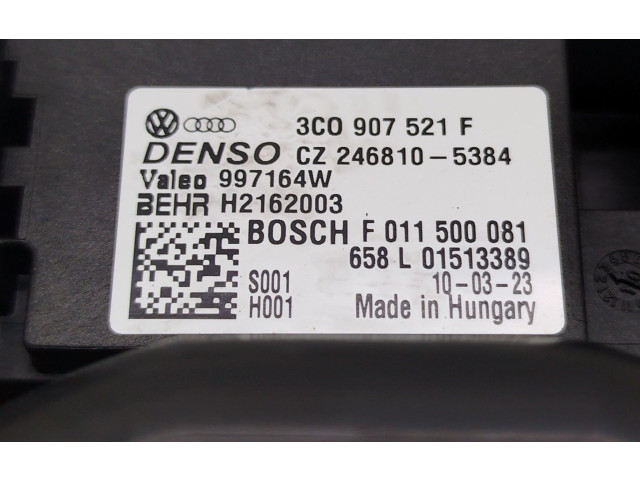 3C0 907 521 F
DENSO CZ 246810-5384
Valeo 997164W
BEHR H2162003
BOSCH F 011 500 081
658 L 01513389
S001 10-03-23
H001 Made in Hungary